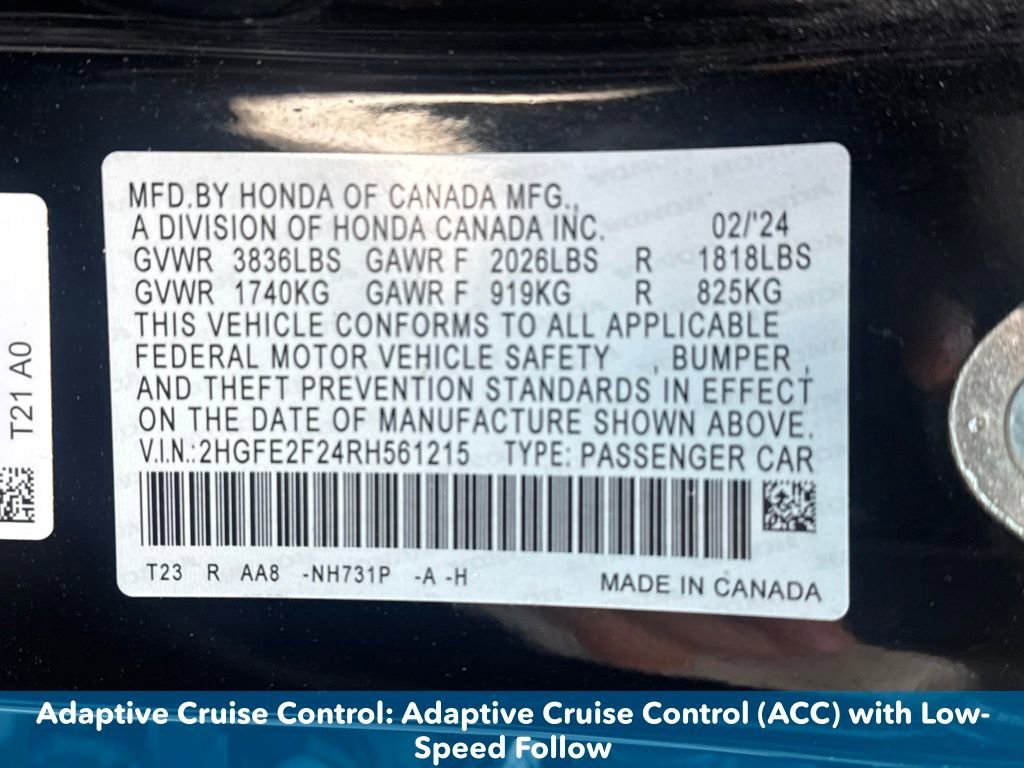 MFD.BY HONDA OF CANADA MFG.,
A DIVISION OF HONDA CANADA INC. 02/'24
GVWR 3836LBS GAWR F 2026LBS R 1818LBS
GVWR 1740KG GAWR F 919KG R 825KG
THIS VEHICLE CONFORMS TO ALL APPLICABLE
FEDERAL MOTOR VEHICLE SAFETY , BUMPER ,
AND THEFT PREVENTION STANDARDS IN EFFECT
ON THE DATE OF MANUFACTURE SHOWN ABOVE.
V.I.N.:2HGFE2F24RH561215 TYPE: PASSENGER CAR
T23 R AA8 -NH731P -A -H MADE IN CANADA
T21 A0
Adaptive Cruise Control: Adaptive Cruise Control (ACC) with Low-
Speed Follow